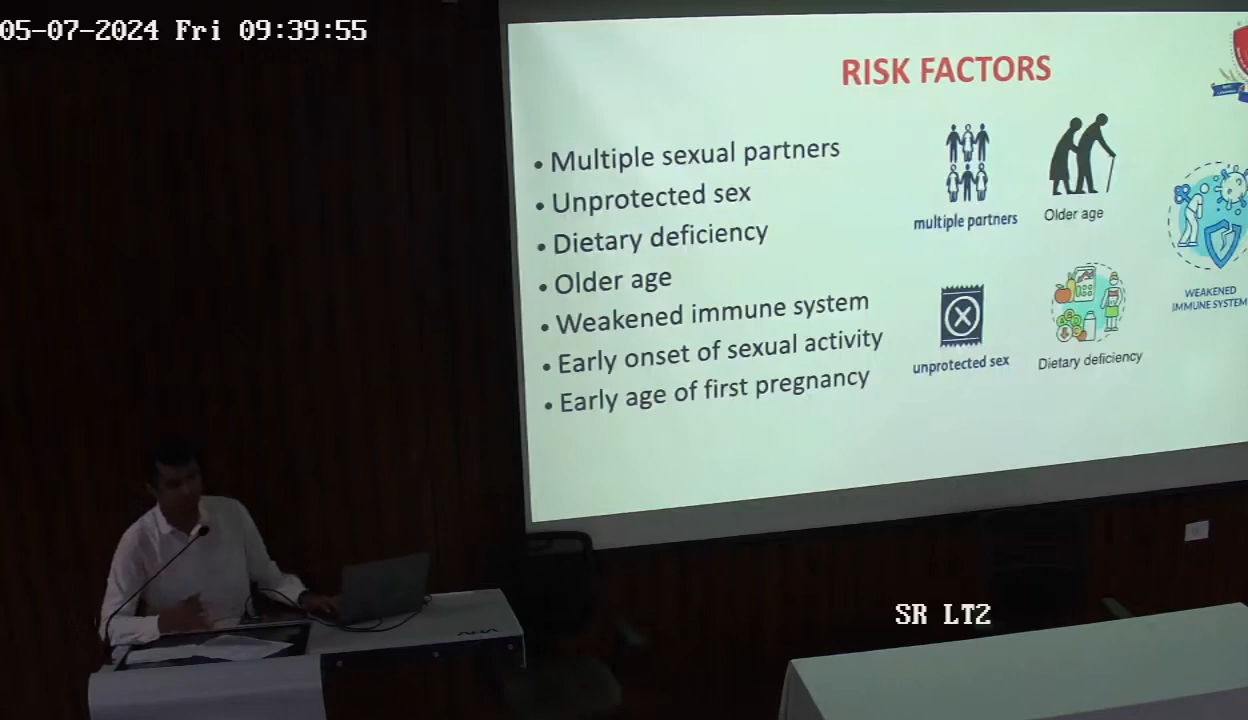 05-07-2024 Fri 09:39:55
RISK FACTORS
• Multiple sexual partners
• Unprotected sex
• Dietary deficiency
• Older age
• Weakened immune system
• Early onset of sexual activity
• Early age of first pregnancy
multiple partners
Older age
WEAKENED
IMMUNE SYSTEM
unprotected sex
Dietary deficiency
SR LT2